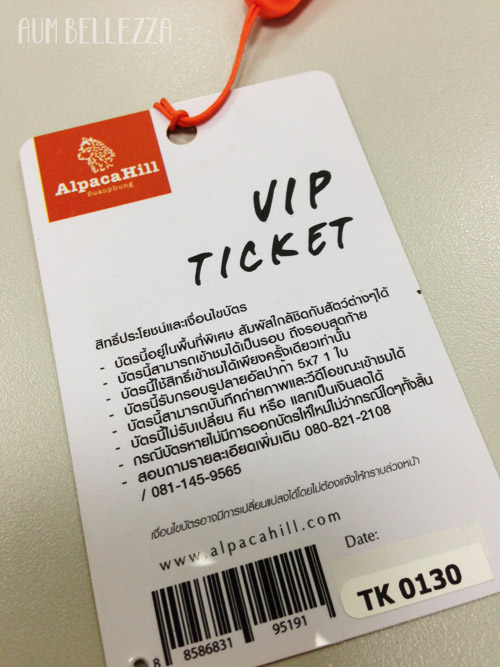 AUM BELLEZZA
AlpacaHill
Suanphung
VIP
TICKET
สิทธิ์ประโยชน์และเงื่อนไขบัตร
- บัตรนี้อยู่ในพื้นที่พิเศษ สัมผัสใกล้ชิดกับสัตว์ต่างๆได้
- บัตรนี้สามารถเข้าชมได้เป็นรอบ ถึงรอบสุดท้าย
- บัตรนี้ใช้สิทธิ์เข้าชมได้เพียงครั้งเดียวเท่านั้น
- บัตรนี้รับกรอบรูปลายอัลปาก้า 5x7 1 ใบ
- บัตรนี้สามารถบันทึกถ่ายภาพและวีดีโอขณะเข้าชมได้
- บัตรนี้ไม่รับเปลี่ยน คืน หรือ แลกเป็นเงินสดได้
- กรณีบัตรหายไม่มีการออกบัตรให้ใหม่ไม่ว่ากรณีใดๆทั้งสิ้น
- สอบถามรายละเอียดเพิ่มเติม 080-821-2108
/ 081-145-9565
เงื่อนไขบัตรอาจมีการเปลี่ยนแปลงได้โดยไม่ต้องแจ้งให้ทราบล่วงหน้า
www.alpacahill.com
Date:
TK 0130
8 8586831 95191